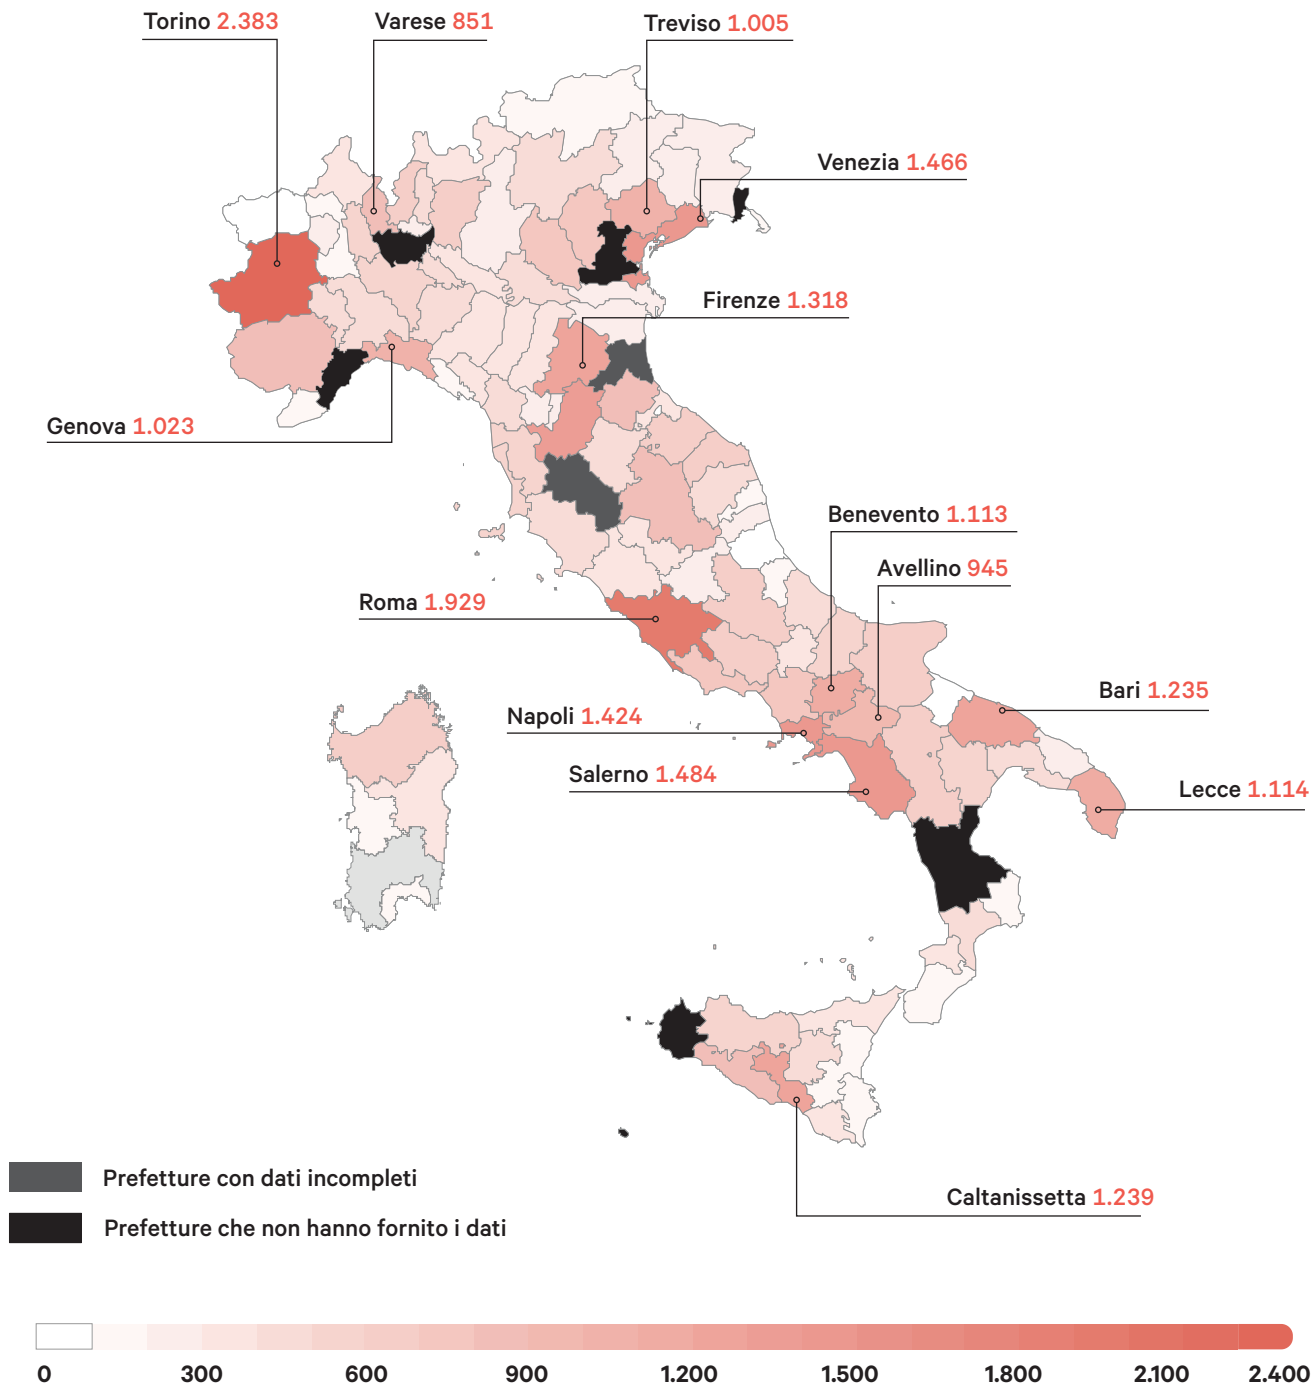 Torino 2.383
Varese 851
Treviso 1.005
Venezia 1.466
Firenze 1.318
Genova 1.023
Benevento 1.113
Avellino 945
Roma 1.929
Bari 1.235
Napoli 1.424
Salerno 1.484
Lecce 1.114
Prefetture con dati incompleti
Caltanissetta 1.239
Prefetture che non hanno fornito i dati
0 300 600 900 1.200 1.500 1.800 2.100 2.400